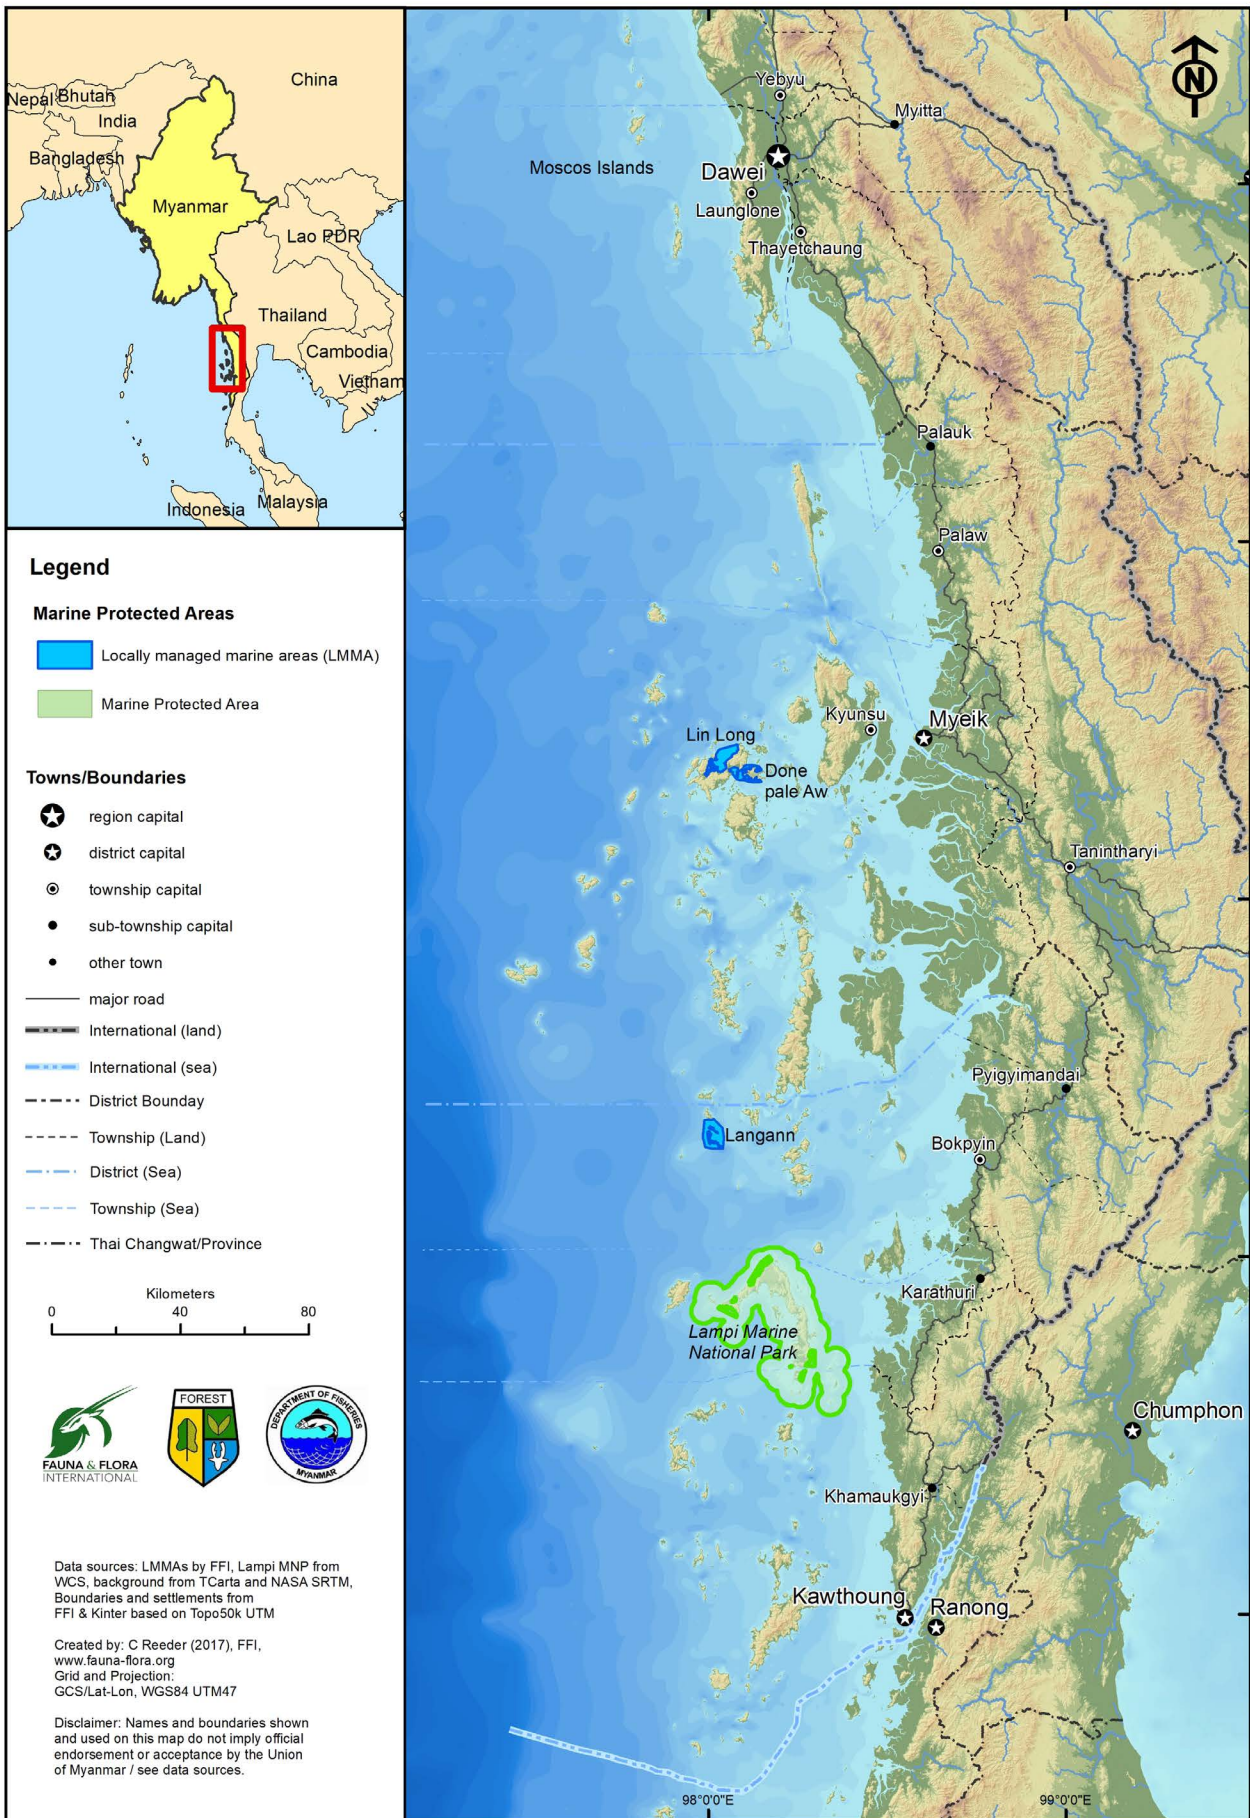 China
Nepal
Bhutan
India
Bangladesh
Myanmar
Lao PDR
Thailand
Cambodia
Vietnam
Malaysia
Indonesia
Legend
Marine Protected Areas
Locally managed marine areas (LMMA)
Marine Protected Area
Towns/Boundaries
region capital
district capital
township capital
sub-township capital
other town
major road
International (land)
International (sea)
District Bounday
Township (Land)
District (Sea)
Township (Sea)
Thai Changwat/Province
Kilometers
0 40 80
FAUNA & FLORA
INTERNATIONAL
FOREST
DEPARTMENT OF FISHERIES
MYANMAR
Data sources: LMMAs by FFI, Lampi MNP from
WCS, background from TCarta and NASA SRTM,
Boundaries and settlements from
FFI & Kinter based on Topo50k UTM
Created by: C Reeder (2017), FFI,
www.fauna-flora.org
Grid and Projection:
GCS/Lat-Lon, WGS84 UTM47
Disclaimer: Names and boundaries shown
and used on this map do not imply official
endorsement or acceptance by the Union
of Myanmar / see data sources.
N
Yebyu
Myitta
Moscos Islands
Dawei
Launglone
Thayetchaung
Palauk
Palaw
Kyunsu
Myeik
Lin Long
Done
pale Aw
Tanintharyi
Pyigyimandai
Langann
Bokpyin
Karathuri
Lampi Marine
National Park
Chumphon
Khamaukgyi
Kawthoung
Ranong
98°0'0"E
99°0'0"E